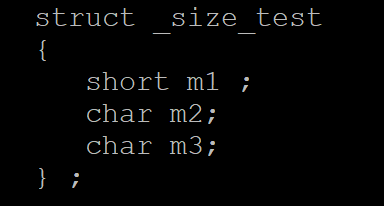 struct _size_test
{
short m1 ;
char m2;
char m3;
} ;